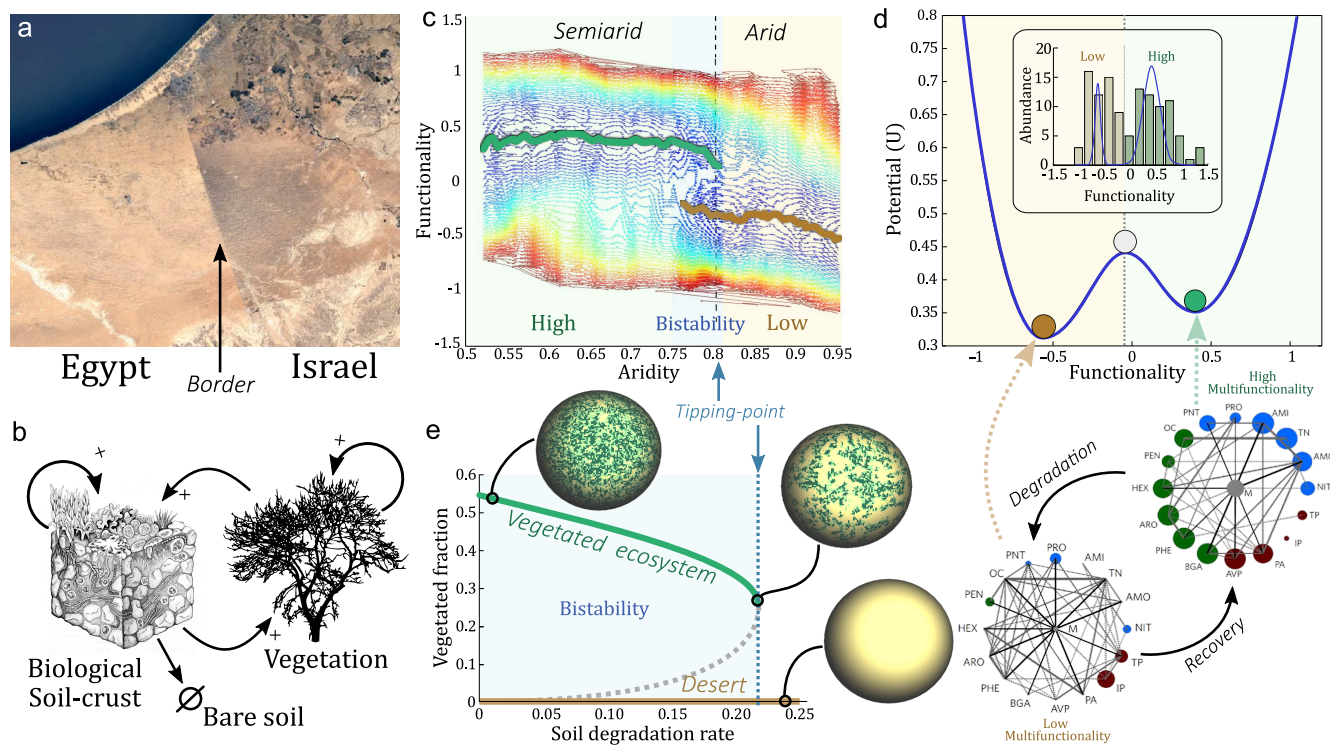 a
Egypt
Israel
Border
b
+
+
+
+
Biological
Soil-crust
Bare soil
Vegetation
c
Semiarid
Arid
Functionality
1.5
1
0.5
0
-0.5
-1
-1.5
High
Bistability
Low
0.5
0.55
0.6
0.65
0.7
0.75
0.8
0.85
0.9
0.95
Aridity
Tipping-point
d
Potential (U)
0.8
0.75
0.7
0.65
0.6
0.55
0.5
0.45
0.4
0.35
0.3
Abundance
20
15
10
5
0
Low
High
-1.5
-1
-0.5
0
0.5
1
1.5
Functionality
−1
−0.5
0
0.5
1
Functionality
High
Multifunctionality
PNT
PRO
AMI
TN
AMO
NIT
TP
IP
PA
AVP
BGA
PHE
ARO
HEX
PEN
OC
M
Degradation
Recovery
PNT
PRO
AMI
TN
AMO
NIT
TP
IP
PA
AVP
BGA
PHE
ARO
HEX
PEN
OC
M
Low
Multifunctionality
e
Vegetated fraction
0.6
0.5
0.4
0.3
0.2
0.1
0
Vegetated ecosystem
Bistability
Desert
0
0.05
0.10
0.15
0.20
0.25
Soil degradation rate